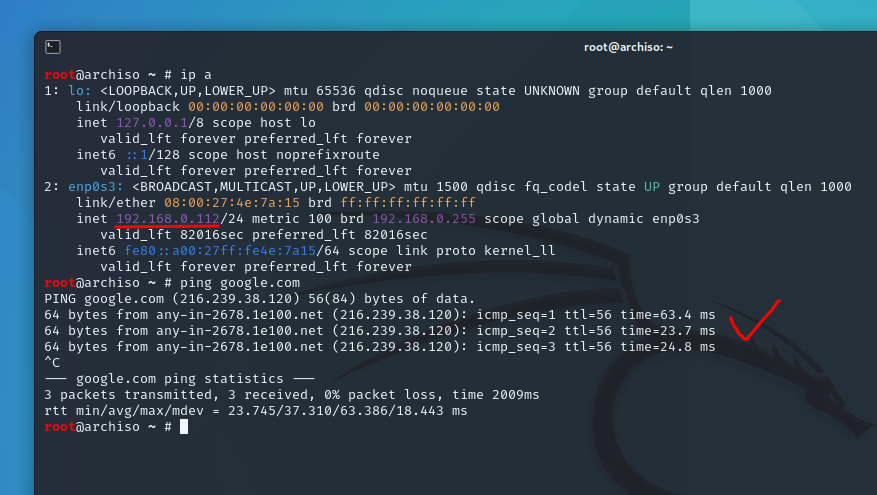 root@archiso: ~
root@archiso ~ # ip a
1: lo: <LOOPBACK,UP,LOWER_UP> mtu 65536 qdisc noqueue state UNKNOWN group default qlen 1000
    link/loopback 00:00:00:00:00:00 brd 00:00:00:00:00:00
    inet 127.0.0.1/8 scope host lo
       valid_lft forever preferred_lft forever
    inet6 ::1/128 scope host noprefixroute
       valid_lft forever preferred_lft forever
2: enp0s3: <BROADCAST,MULTICAST,UP,LOWER_UP> mtu 1500 qdisc fq_codel state UP group default qlen 1000
    link/ether 08:00:27:4e:7a:15 brd ff:ff:ff:ff:ff:ff
    inet 192.168.0.112/24 metric 100 brd 192.168.0.255 scope global dynamic enp0s3
       valid_lft 82016sec preferred_lft 82016sec
    inet6 fe80::a00:27ff:fe4e:7a15/64 scope link proto kernel_ll
       valid_lft forever preferred_lft forever
root@archiso ~ # ping google.com
PING google.com (216.239.38.120) 56(84) bytes of data.
64 bytes from any-in-2678.1e100.net (216.239.38.120): icmp_seq=1 ttl=56 time=63.4 ms
64 bytes from any-in-2678.1e100.net (216.239.38.120): icmp_seq=2 ttl=56 time=23.7 ms
64 bytes from any-in-2678.1e100.net (216.239.38.120): icmp_seq=3 ttl=56 time=24.8 ms
^C
--- google.com ping statistics ---
3 packets transmitted, 3 received, 0% packet loss, time 2009ms
rtt min/avg/max/mdev = 23.745/37.310/63.386/18.443 ms
root@archiso ~ #